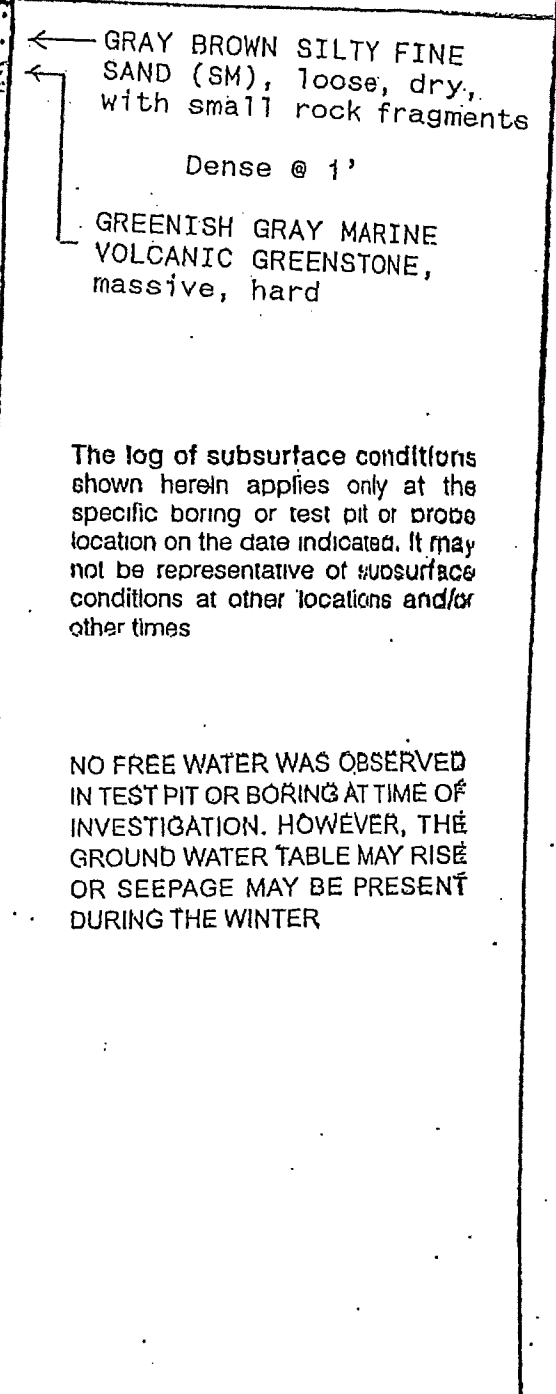 GRAY BROWN SILTY FINE
SAND (SM), loose, dry,
with small rock fragments
Dense @ 1'
GREENISH GRAY MARINE
VOLCANIC GREENSTONE,
massive, hard
The log of subsurface conditions
shown herein applies only at the
specific boring or test pit or probe
location on the date indicated. It may
not be representative of subsurface
conditions at other locations and/or
other times
NO FREE WATER WAS OBSERVED
IN TEST PIT OR BORING AT TIME OF
INVESTIGATION. HOWEVER, THE
GROUND WATER TABLE MAY RISE
OR SEEPAGE MAY BE PRESENT
DURING THE WINTER